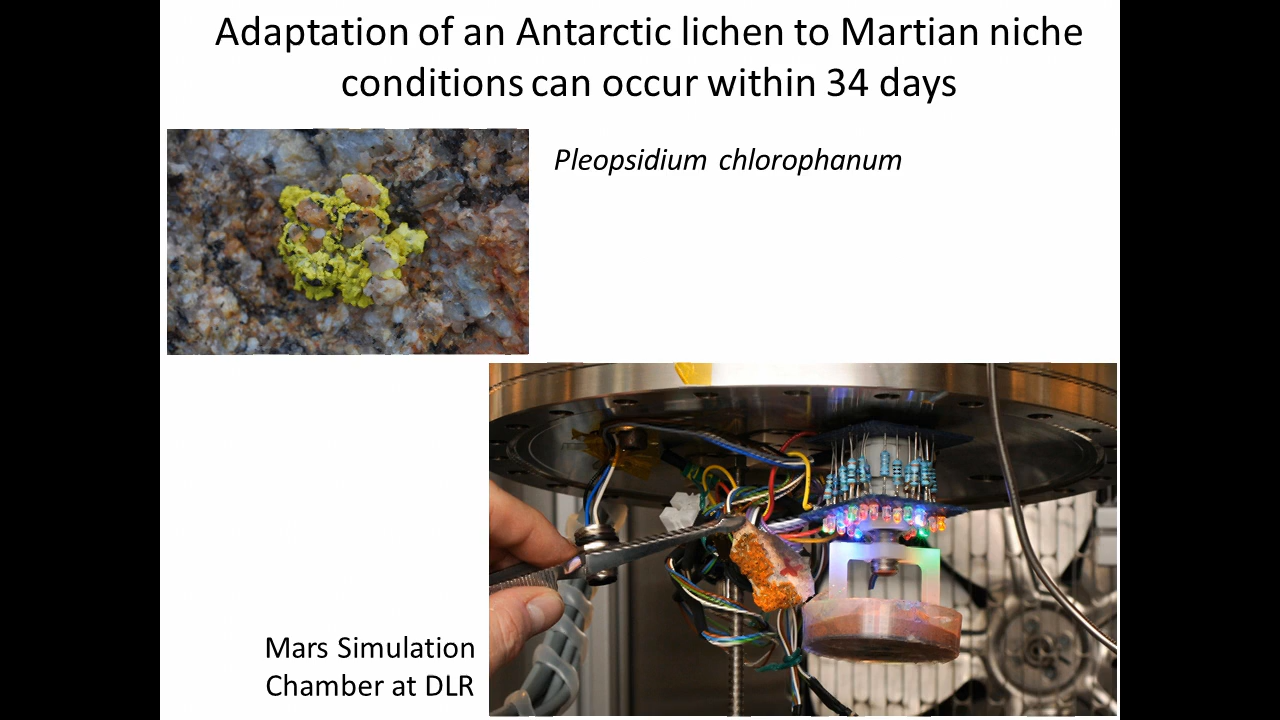 Adaptation of an Antarctic lichen to Martian niche
conditions can occur within 34 days
Pleopsidium chlorophanum
Mars Simulation
Chamber at DLR